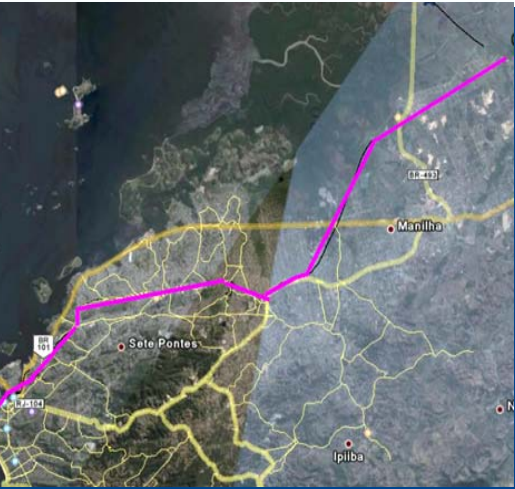 BR-493
Manilha
BR
101
Sete Pontes
RJ-104
N
Ipiiba